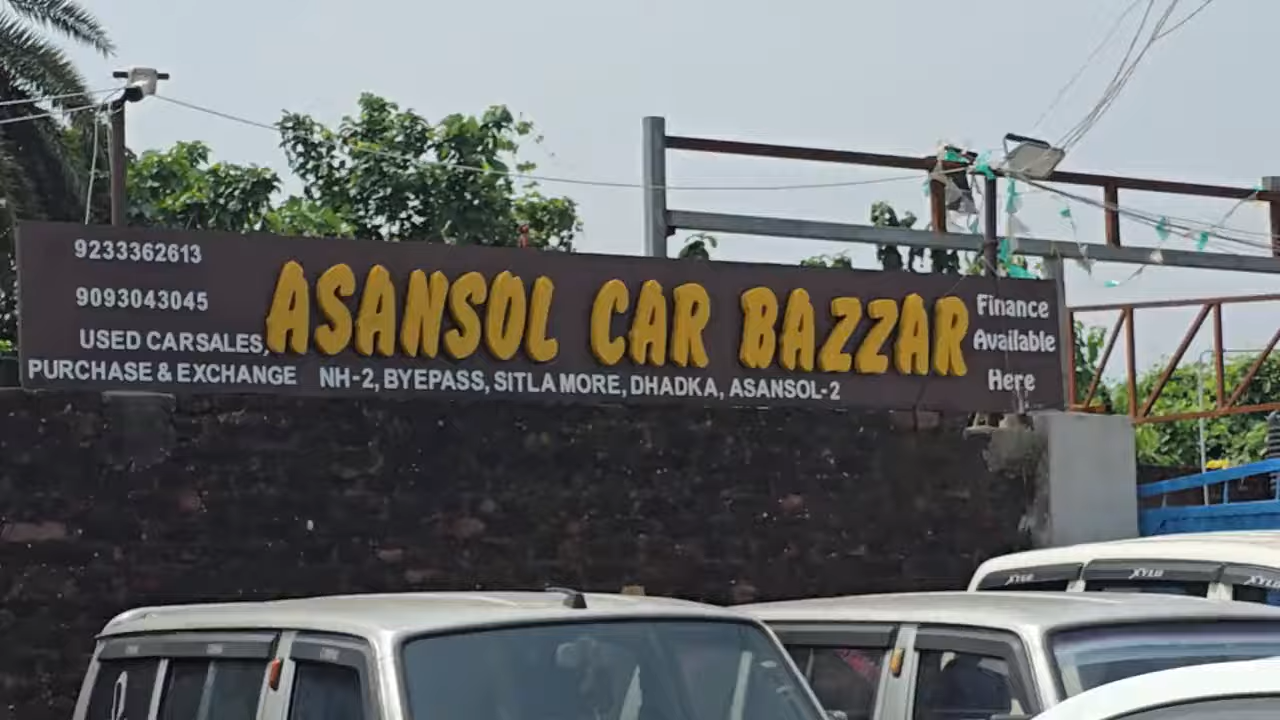 9233362613
9093043045
USED CARSALES,
PURCHASE & EXCHANGE
ASANSOL CAR BAZZAR
NH-2, BYEPASS, SITLA MORE, DHADKA, ASANSOL-2
Finance
Available
Here
XYLO
XYLO
XYLO